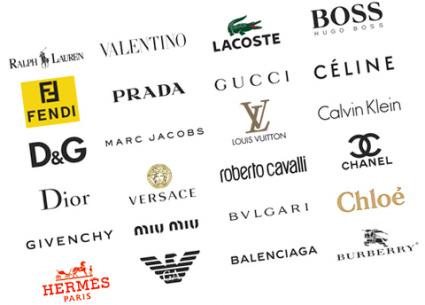 RALPH LAUREN
VALENTINO
LACOSTE
BOSS
HUGO BOSS
FENDI
PRADA
GUCCI
CÉLINE
D&G
MARC JACOBS
LV
LOUIS VUITTON
Calvin Klein
Dior
VERSACE
roberto cavalli
CHANEL
GIVENCHY
miu miu
BVLGARI
Chloé
HERMÈS
PARIS
BALENCIAGA
BURBERRY